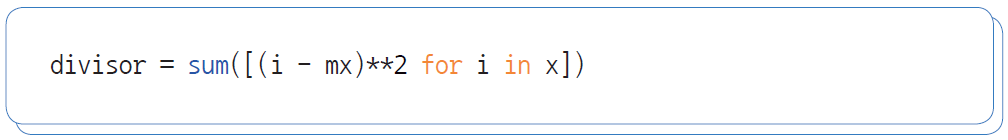 divisor = sum([(i - mx)**2 for i in x])